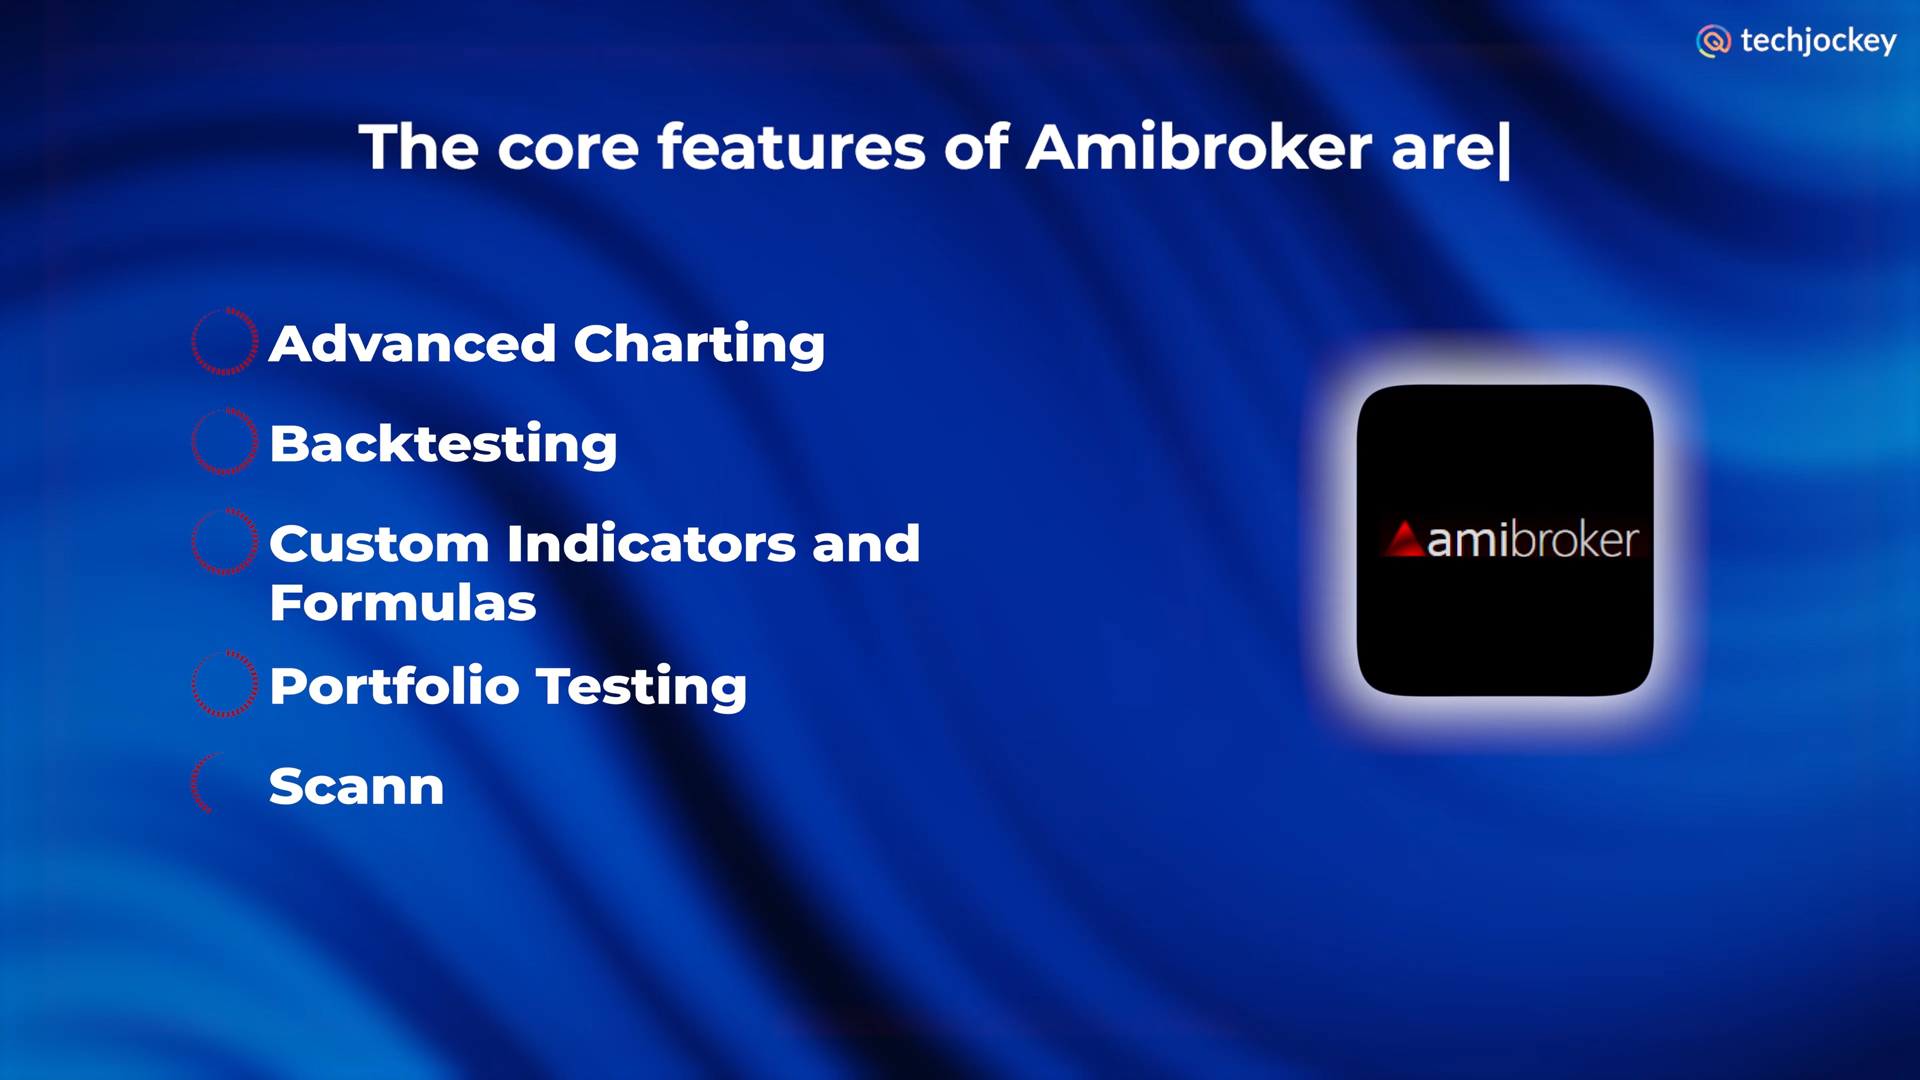 techjockey
The core features of Amibroker are|
Advanced Charting
Backtesting
Custom Indicators and
Formulas
Portfolio Testing
Scann
amibroker